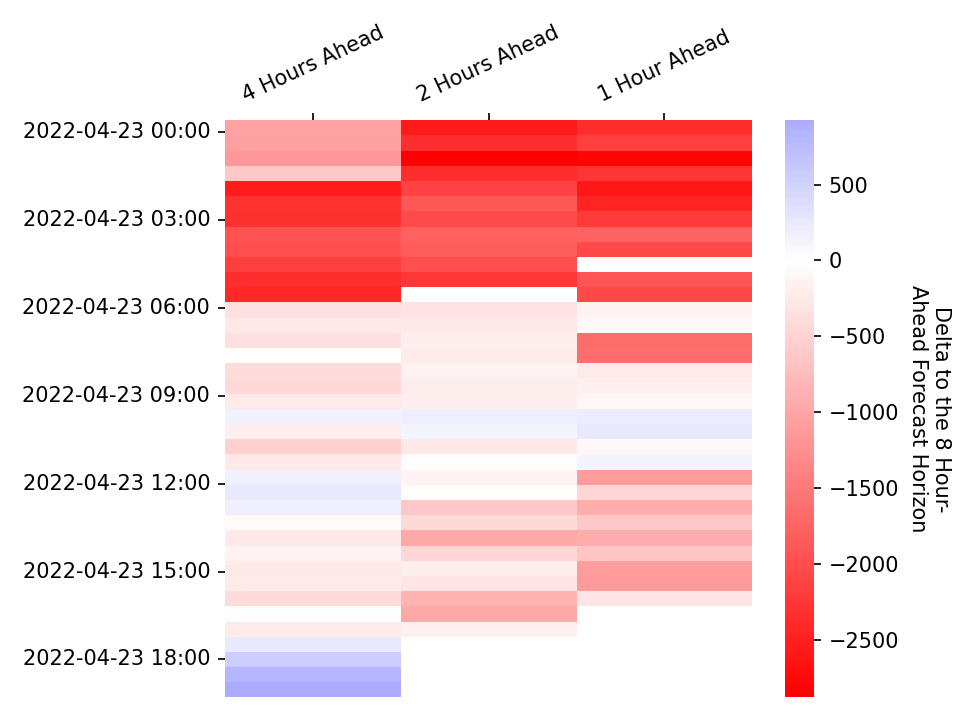 4 Hours Ahead
2 Hours Ahead
1 Hour Ahead
2022-04-23 00:00
2022-04-23 03:00
2022-04-23 06:00
2022-04-23 09:00
2022-04-23 12:00
2022-04-23 15:00
2022-04-23 18:00
500
0
−500
−1000
−1500
−2000
−2500
Delta to the 8 Hour-
Ahead Forecast Horizon